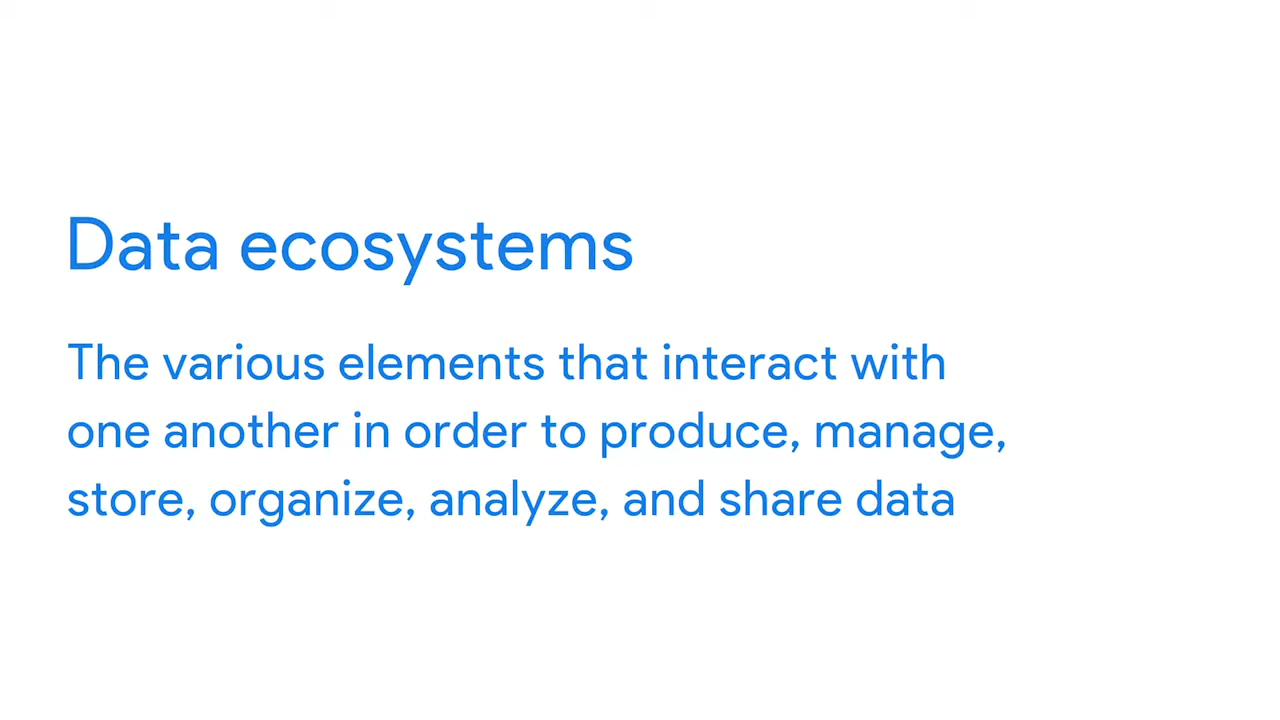 Data ecosystems
The various elements that interact with
one another in order to produce, manage,
store, organize, analyze, and share data